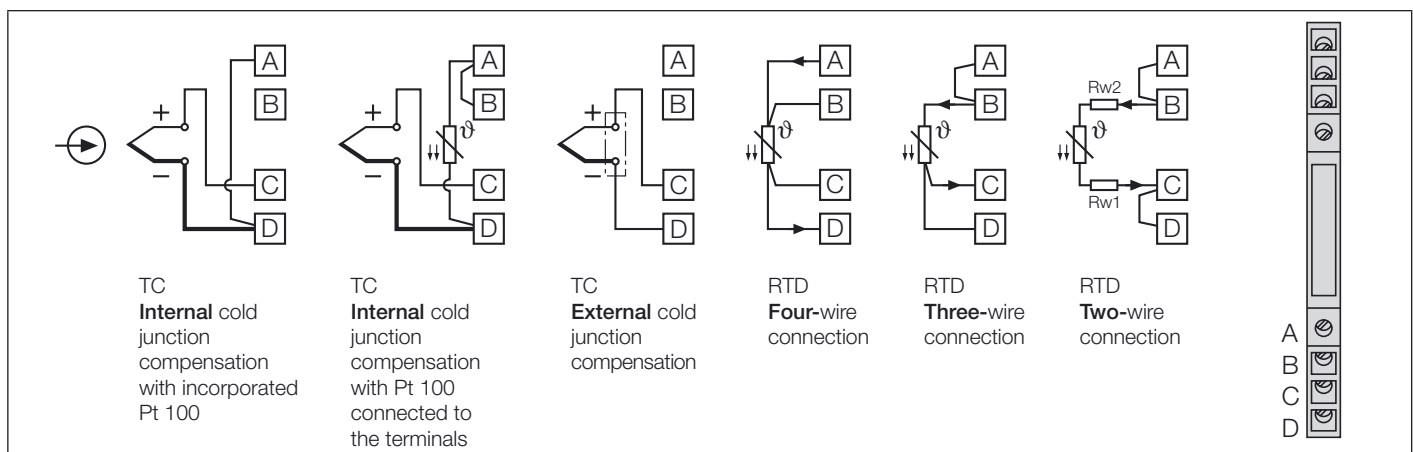 A
B
C
D
+
−
TC
Internal cold
junction
compensation
with incorporated
Pt 100
A
B
C
D
+
−
ϑ
TC
Internal cold
junction
compensation
with Pt 100
connected to
the terminals
A
B
C
D
+
−
TC
External cold
junction
compensation
A
B
C
D
ϑ
RTD
Four-wire
connection
A
B
C
D
ϑ
RTD
Three-wire
connection
A
B
C
D
Rw2
ϑ
Rw1
RTD
Two-wire
connection
A
B
C
D